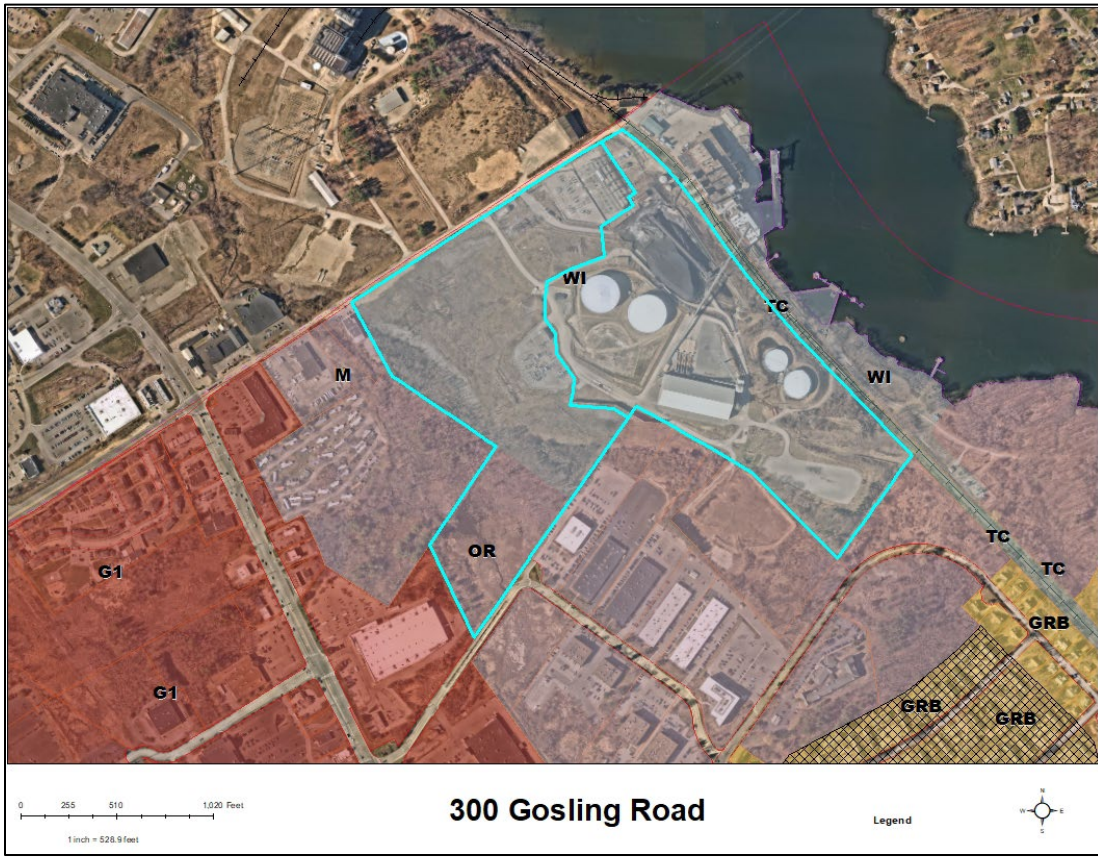 WI
TC
WI
M
OR
TC
G1
TC
GRB
G1
GRB
GRB
0 255 510 1,020 Feet
1 inch = 528.9 feet
300 Gosling Road
Legend
N
W E
S